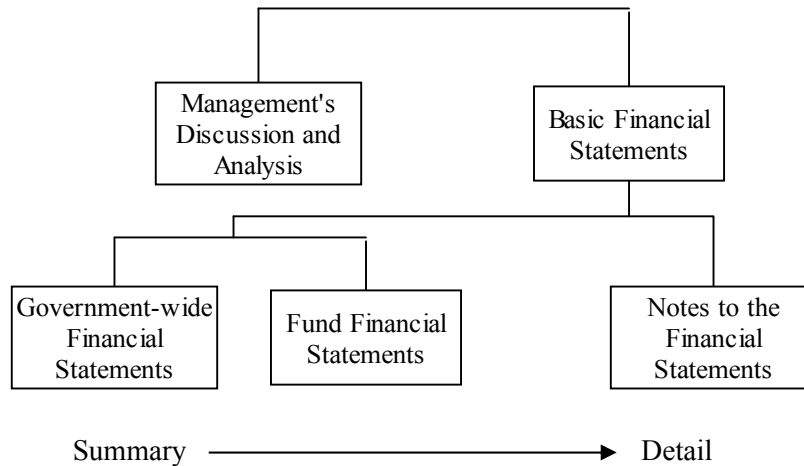 Management's
Discussion and
Analysis
Basic Financial
Statements
Government-wide
Financial
Statements
Fund Financial
Statements
Notes to the
Financial
Statements
Summary
Detail